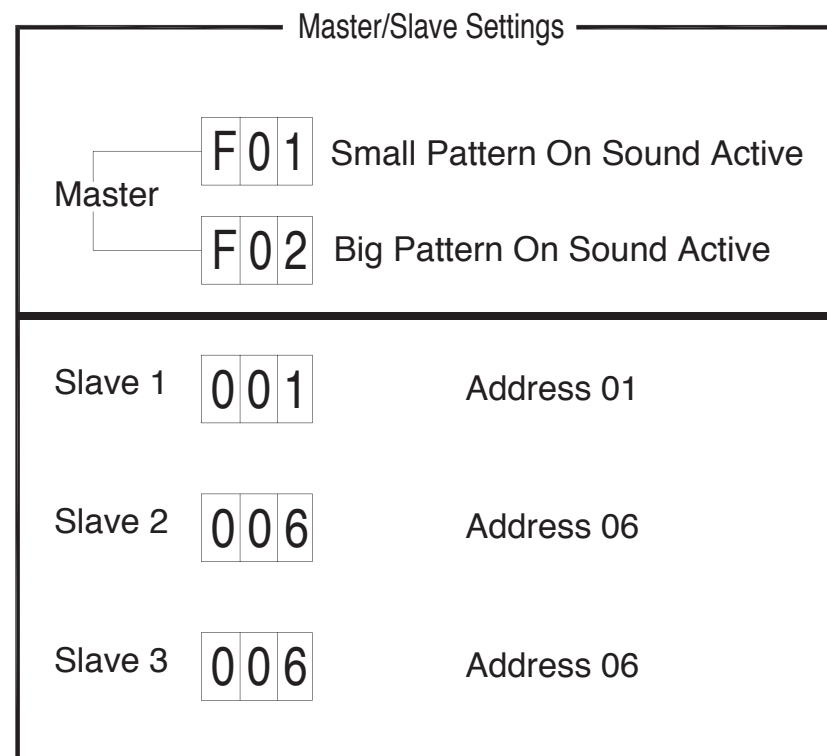 Master/Slave Settings
Master
F01 Small Pattern On Sound Active
F02 Big Pattern On Sound Active
Slave 1 001 Address 01
Slave 2 006 Address 06
Slave 3 006 Address 06